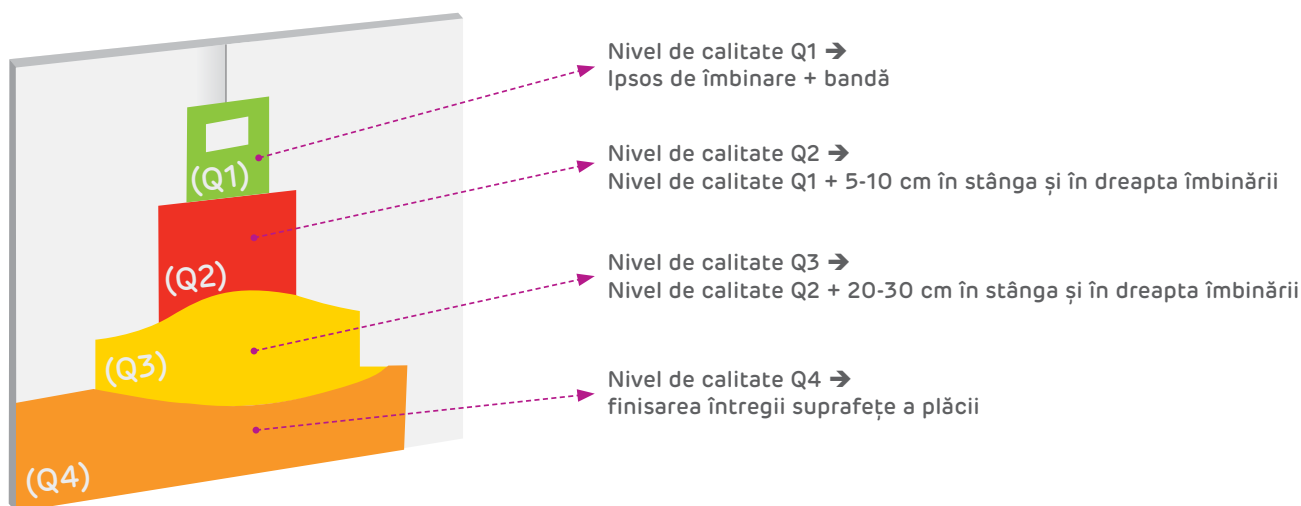 Nivel de calitate Q1 ➔
Ipsos de îmbinare + bandă
(Q1)
Nivel de calitate Q2 ➔
Nivel de calitate Q1 + 5-10 cm în stânga și în dreapta îmbinării
(Q2)
Nivel de calitate Q3 ➔
Nivel de calitate Q2 + 20-30 cm în stânga și în dreapta îmbinării
(Q3)
Nivel de calitate Q4 ➔
finisarea întregii suprafețe a plăcii
(Q4)